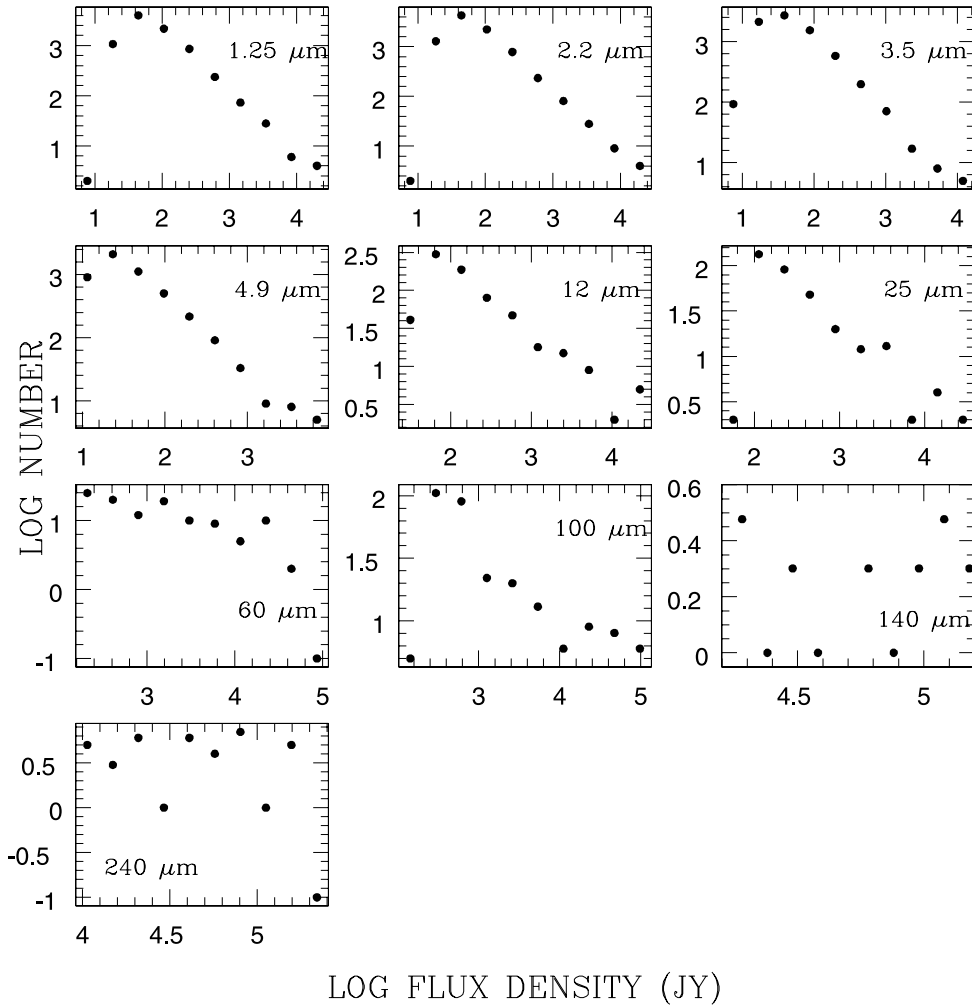 1.25 µm
2.2 µm
3.5 µm
3
2
1
3
2
1
3
2
1
1 2 3 4
1 2 3 4
1 2 3 4
4.9 µm
12 µm
25 µm
3
2
1
2.5
2
1.5
1
0.5
2
1.5
1
0.5
1 2 3
2 3 4
2 3 4
LOG NUMBER
60 µm
100 µm
140 µm
1
0
-1
2
1.5
1
0.6
0.4
0.2
0
3 4 5
3 4 5
4.5 5
240 µm
0.5
0
-0.5
-1
4 4.5 5
LOG FLUX DENSITY (JY)